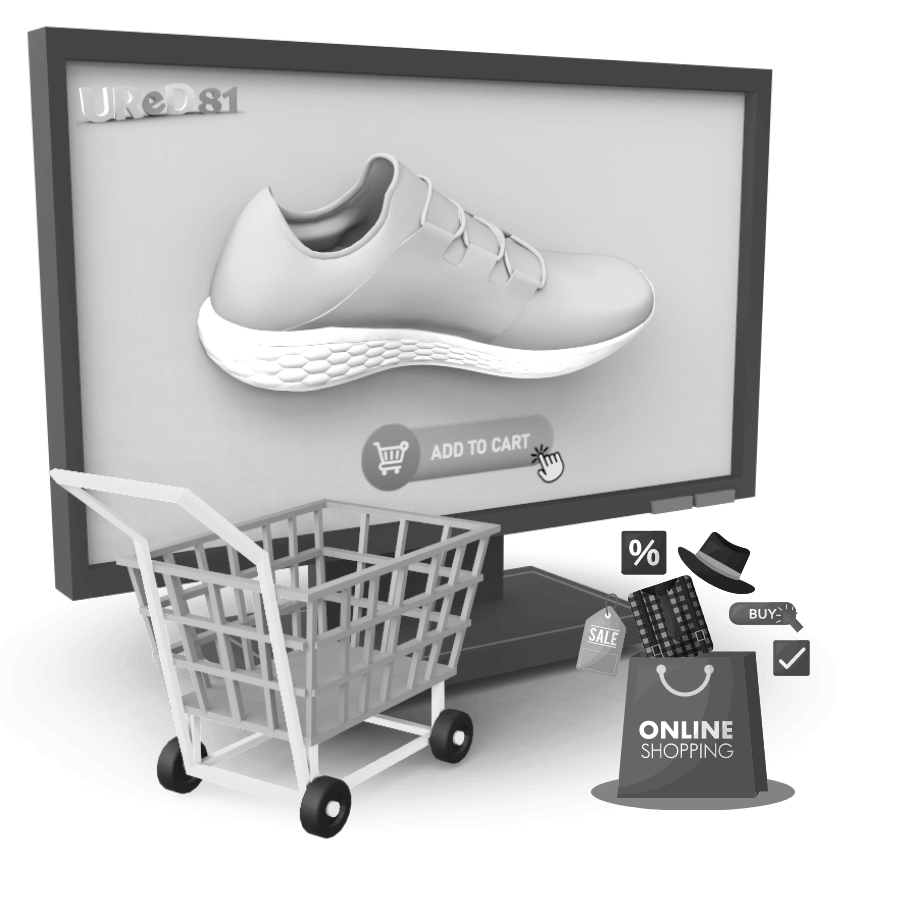 UReD81
ADD TO CART
%
BUY
SALE
ONLINE
SHOPPING